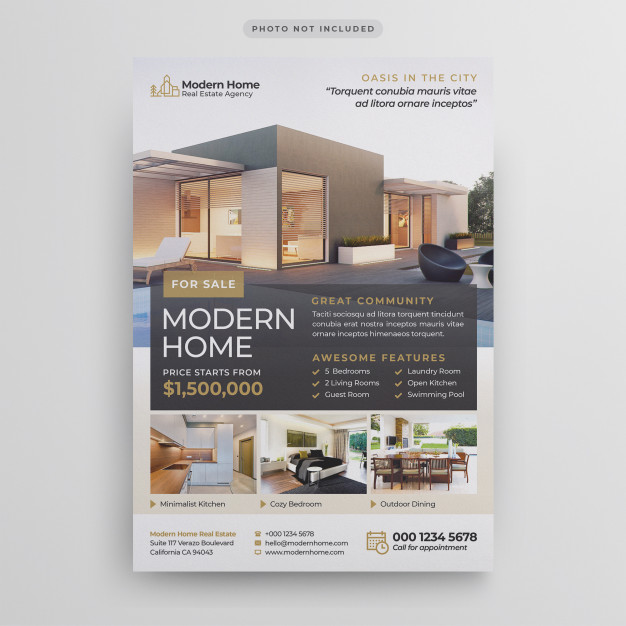 PHOTO NOT INCLUDED
Modern Home
Real Estate Agency
OASIS IN THE CITY
“Torquent conubia mauris vitae
ad litora ornare inceptos”
FOR SALE
MODERN
HOME
PRICE STARTS FROM
$1,500,000
GREAT COMMUNITY
Taciti sociosqu ad litora torquent tincidunt
conubia erat nostra inceptos mauris vitae
ornare inceptos himenaeos torquent.
AWESOME FEATURES
5 Bedrooms
2 Living Rooms
Guest Room
Laundry Room
Open Kitchen
Swimming Pool
Minimalist Kitchen
Cozy Bedroom
Outdoor Dining
Modern Home Real Estate
Suite 117 Verazo Boulevard
California CA 94043
+000 1234 5678
hello@modernhome.com
www.modernhome.com
000 1234 5678
Call for appointment